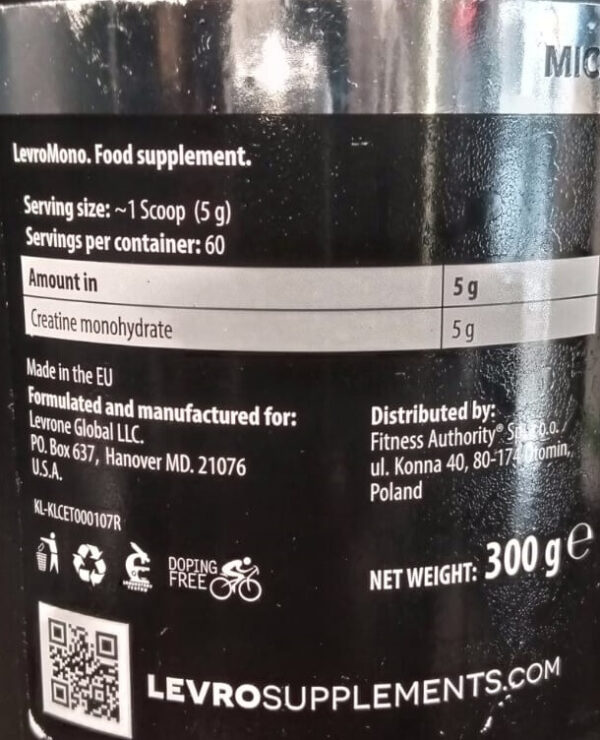 MIC
LevroMono. Food supplement.
Serving size: ~1 Scoop (5 g)
Servings per container: 60
Amount in 5 g
Creatine monohydrate 5 g
Made in the EU
Formulated and manufactured for:
Levrone Global LLC.
PO. Box 637, Hanover MD. 21076
U.S.A.
KL-KLCET000107R
Distributed by:
Fitness Authority®
ul. Konna 40, 80-174
Poland
DOPING
FREE
NET WEIGHT: 300 g e
LEVROSUPPLEMENTS.COM